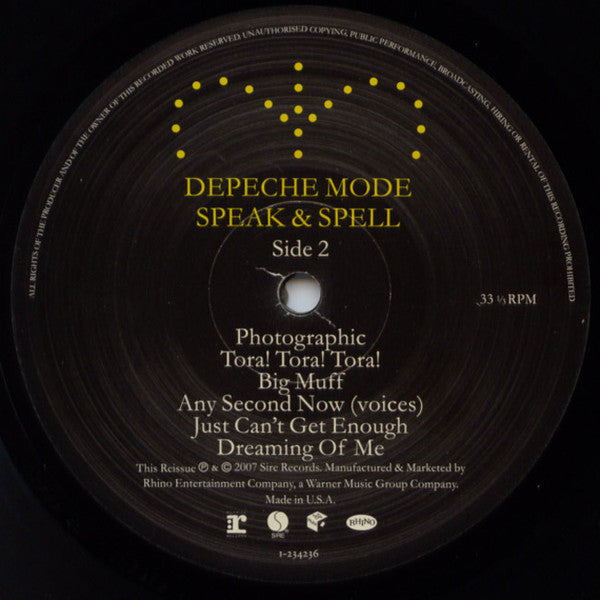 ALL RIGHTS OF THE PRODUCER AND OF THE OWNER OF THIS RECORDED WORK RESERVED UNAUTHORISED COPYING, PUBLIC PERFORMANCE, BROADCASTING, HIRING OR RENTAL OF THIS RECORDING PROHIBITED
DEPECHE MODE
SPEAK & SPELL
Side 2
33 ⅓ RPM
Photographic
Tora! Tora! Tora!
Big Muff
Any Second Now (voices)
Just Can't Get Enough
Dreaming Of Me
This Reissue ℗ & © 2007 Sire Records. Manufactured & Marketed by
Rhino Entertainment Company, a Warner Music Group Company.
Made in U.S.A.
SIRE
RHINO
1-234236